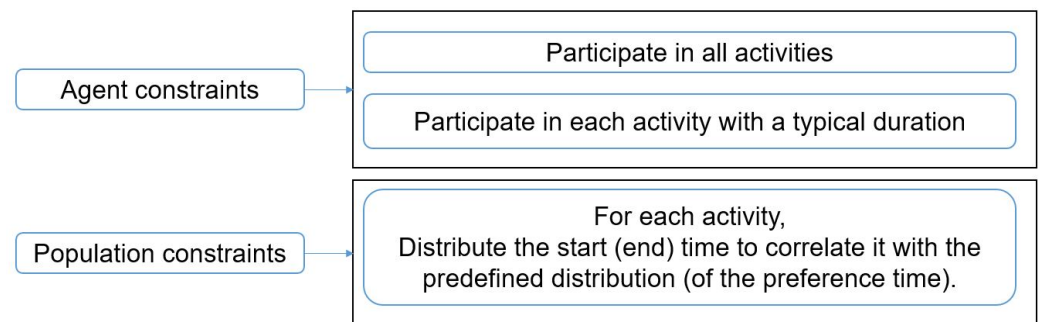 Agent constraints
Participate in all activities
Participate in each activity with a typical duration
Population constraints
For each activity,
Distribute the start (end) time to correlate it with the
predefined distribution (of the preference time).